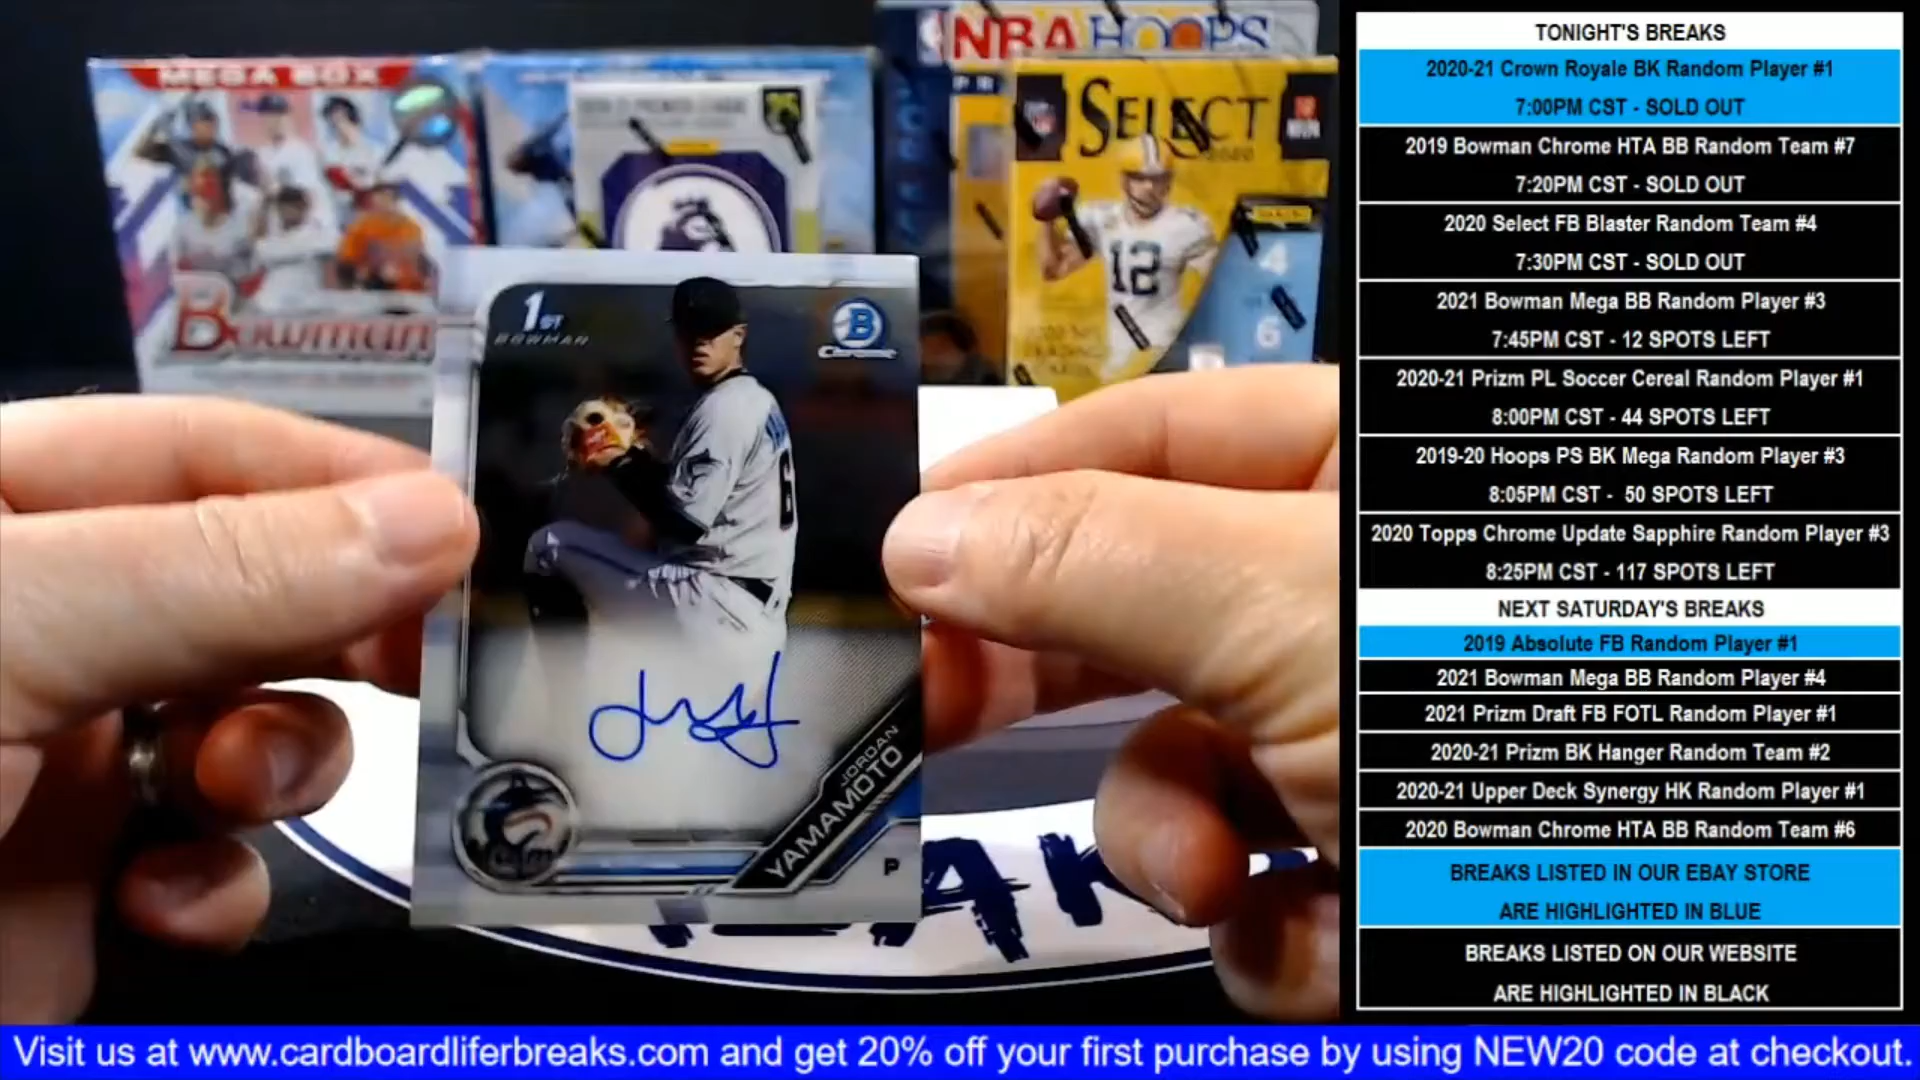 MEGA BOX
Bowman
NBA HOOPS
SELECT
2020
12
4
6
1ST
BOWMAN
B
Chrome
6
JORDAN
YAMAMOTO
P
TONIGHT'S BREAKS
2020-21 Crown Royale BK Random Player #1
7:00PM CST - SOLD OUT
2019 Bowman Chrome HTA BB Random Team #7
7:20PM CST - SOLD OUT
2020 Select FB Blaster Random Team #4
7:30PM CST - SOLD OUT
2021 Bowman Mega BB Random Player #3
7:45PM CST - 12 SPOTS LEFT
2020-21 Prizm PL Soccer Cereal Random Player #1
8:00PM CST - 44 SPOTS LEFT
2019-20 Hoops PS BK Mega Random Player #3
8:05PM CST - 50 SPOTS LEFT
2020 Topps Chrome Update Sapphire Random Player #3
8:25PM CST - 117 SPOTS LEFT
NEXT SATURDAY'S BREAKS
2019 Absolute FB Random Player #1
2021 Bowman Mega BB Random Player #4
2021 Prizm Draft FB FOTL Random Player #1
2020-21 Prizm BK Hanger Random Team #2
2020-21 Upper Deck Synergy HK Random Player #1
2020 Bowman Chrome HTA BB Random Team #6
BREAKS LISTED IN OUR EBAY STORE
ARE HIGHLIGHTED IN BLUE
BREAKS LISTED ON OUR WEBSITE
ARE HIGHLIGHTED IN BLACK
Visit us at www.cardboardliferbreaks.com and get 20% off your first purchase by using NEW20 code at checkout.